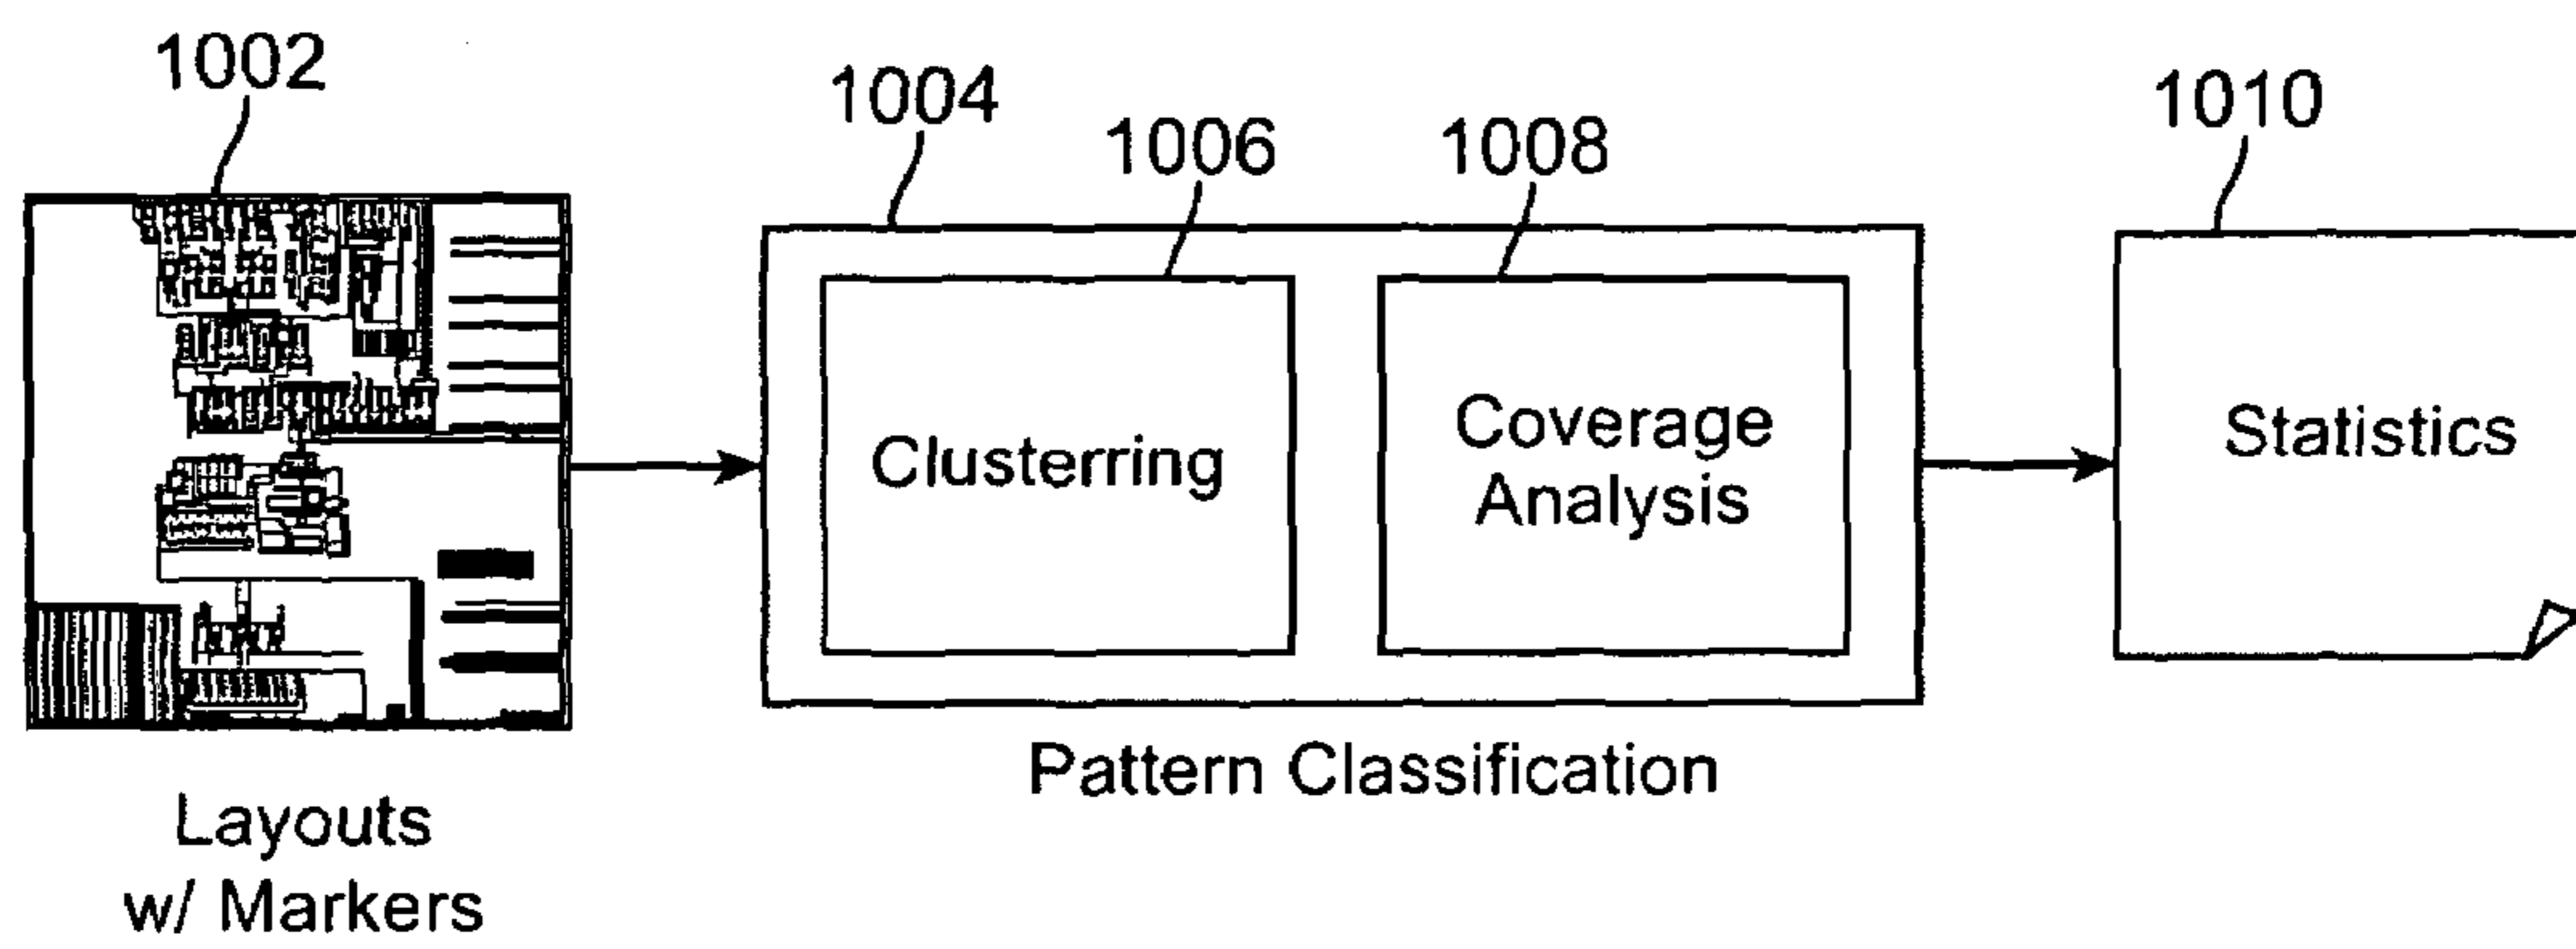 1002
1004
1006
1008
1010
Clusterring
Coverage
Analysis
Statistics
Pattern Classification
Layouts
w/ Markers